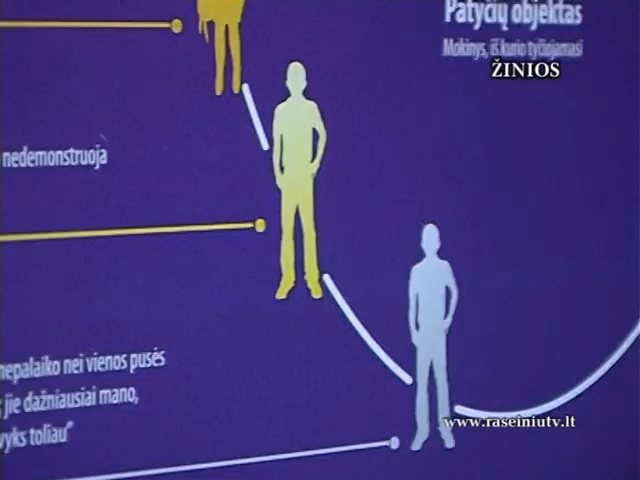 Patyčių objektas
Mokinys, iš kurio tyčiojamasi
ŽINIOS
nedemonstruoja
nepalaiko nei vienos pusės
jie dažniausiai mano,
vyks toliau”
www.raseiniutv.lt